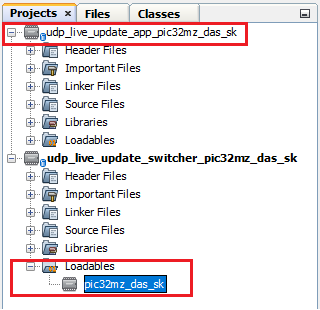 Projects × Files Classes
udp_live_update_app_pic32mz_das_sk
Header Files
Important Files
Linker Files
Source Files
Libraries
Loadables
udp_live_update_switcher_pic32mz_das_sk
Header Files
Important Files
Linker Files
Source Files
Libraries
Loadables
pic32mz_das_sk